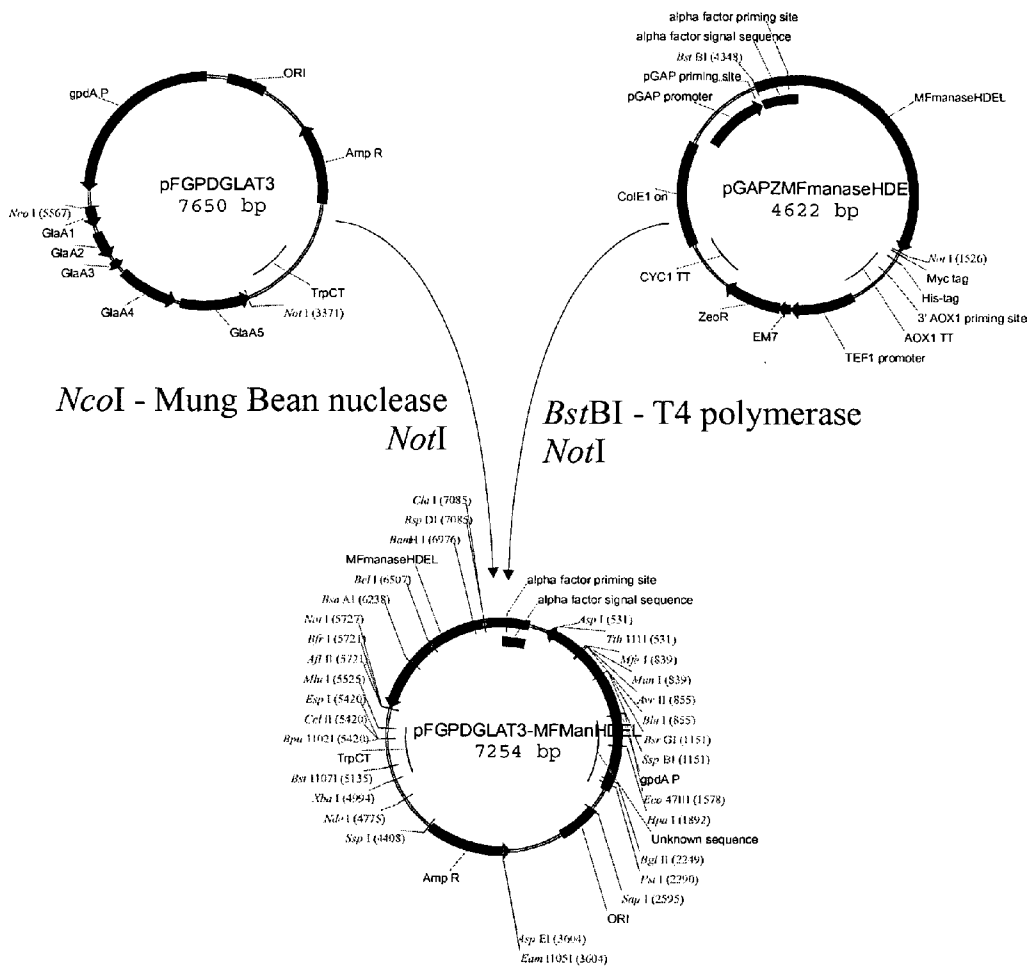 ORI
gpdA P
Amp R
pFGPDGLAT3
7650 bp
Nco I (5567)
GlaA1
GlaA2
GlaA3
GlaA4
GlaA5
TrpCT
Not I (3371)
alpha factor priming site
alpha factor signal sequence
Bst BI (4348)
pGAP priming site
pGAP promoter
MFmanaseHDEL
pGAPZMFmanaseHDE
4622 bp
ColE1 ori
CYC1 TT
ZeoR
EM7
TEF1 promoter
AOX1 TT
3' AOX1 priming site
His-tag
Myc tag
Not I (1526)
NcoI - Mung Bean nuclease
NotI
BstBI - T4 polymerase
NotI
Cla I (7085)
Bsp DI (7085)
BamH I (6976)
MFmanaseHDEL
Bcl I (6507)
Bsa AI (6238)
Not I (5727)
Bfr I (5721)
Afl II (5721)
Mlu I (5525)
Esp I (5420)
Cel II (5420)
Bpu 1102I (5420)
TrpCT
Bst 1107I (5135)
Xba I (4994)
Nde I (4775)
Ssp I (4408)
Amp R
alpha factor priming site
alpha factor signal sequence
Asp I (531)
Tth 111I (531)
Mfe I (839)
Mun I (839)
Avr II (855)
Bln I (855)
Bsr GI (1151)
Ssp BI (1151)
gpdA P
Eco 47III (1578)
Hpa I (1892)
Unknown sequence
Bgl II (2249)
Pst I (2290)
Sap I (2595)
ORI
Asp EI (3604)
Eam 1105I (3604)
pFGPDGLAT3-MFManHDEL
7254 bp